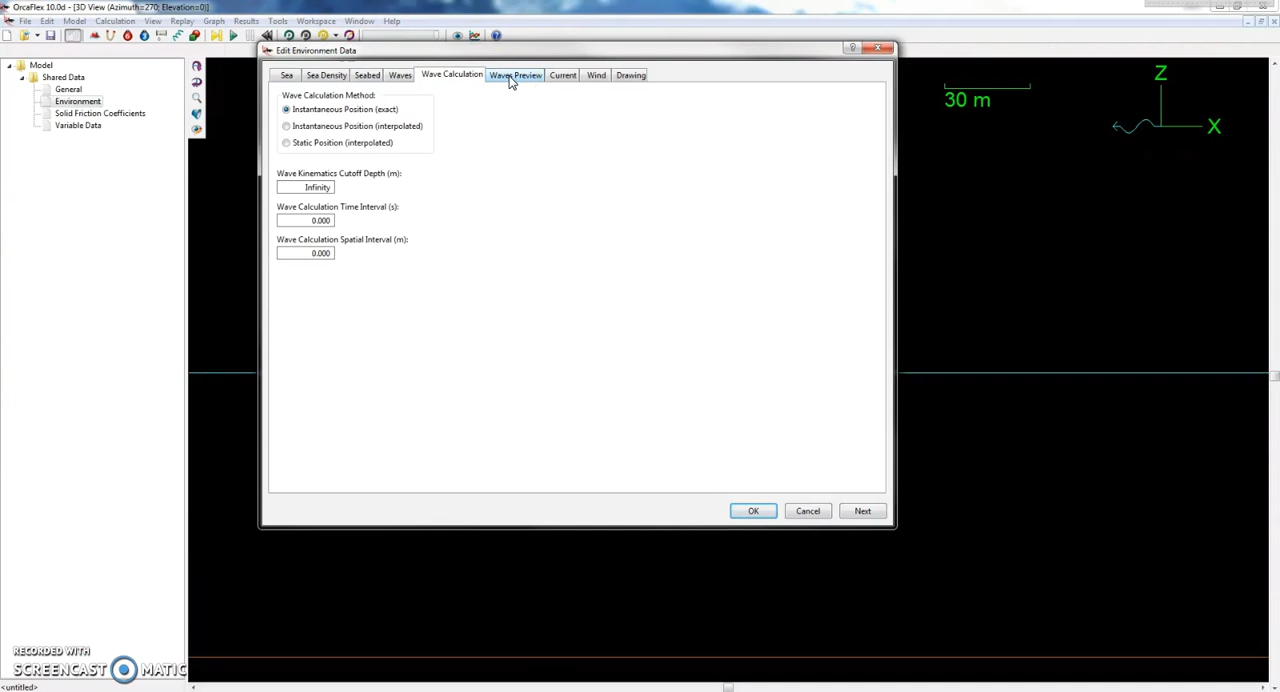 OrcaFlex 10.0d - [3D View (Azimuth=270; Elevation=0)]
File Edit Model Calculation View Replay Graph Results Tools Workspace Window Help
Edit Environment Data
Sea Sea Density Seabed Waves Wave Calculation Waves Preview Current Wind Drawing
Model
Shared Data
General
Environment
Solid Friction Coefficients
Variable Data
Wave Calculation Method:
Instantaneous Position (exact)
Instantaneous Position (interpolated)
Static Position (interpolated)
Wave Kinematics Cutoff Depth (m):
Infinity
Wave Calculation Time Interval (s):
0.000
Wave Calculation Spatial Interval (m):
0.000
OK Cancel Next
30 m
Z
X
RECORDED WITH
SCREENCAST MATIC
<untitled>